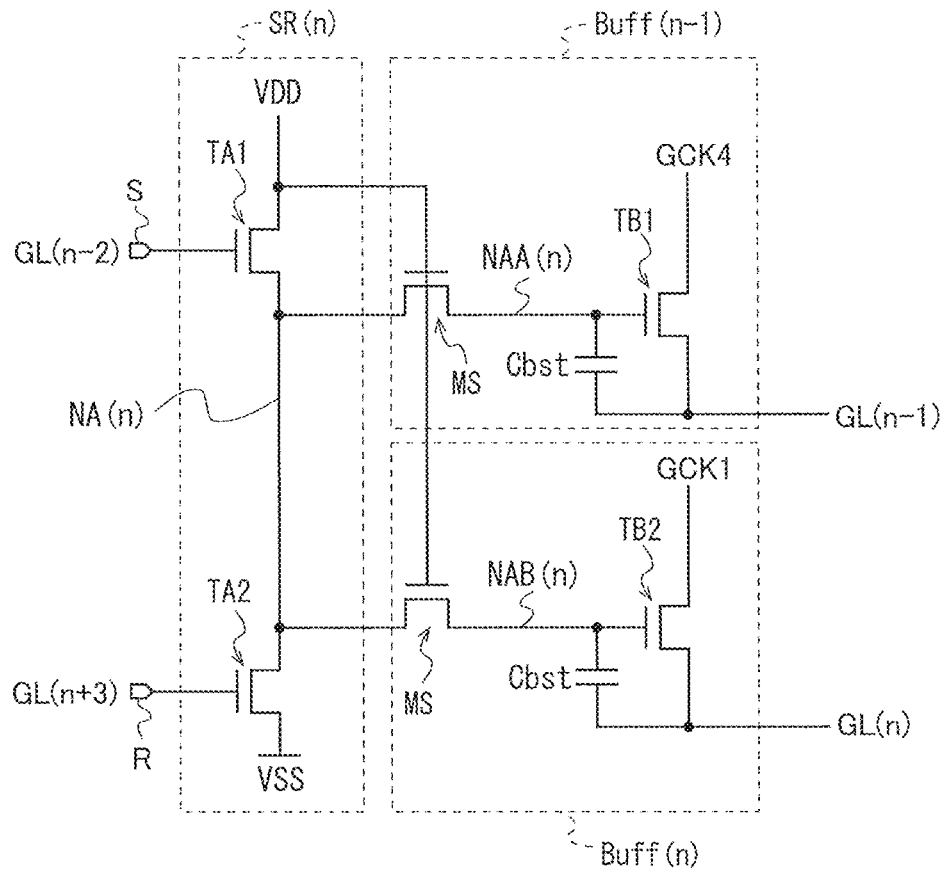 SR(n)
Buff(n-1)
VDD
GCK4
TA1
TB1
S
GL(n-2)
NAA(n)
MS
Cbst
NA(n)
GL(n-1)
GCK1
TB2
TA2
NAB(n)
GL(n+3)
MS
Cbst
GL(n)
R
VSS
Buff(n)